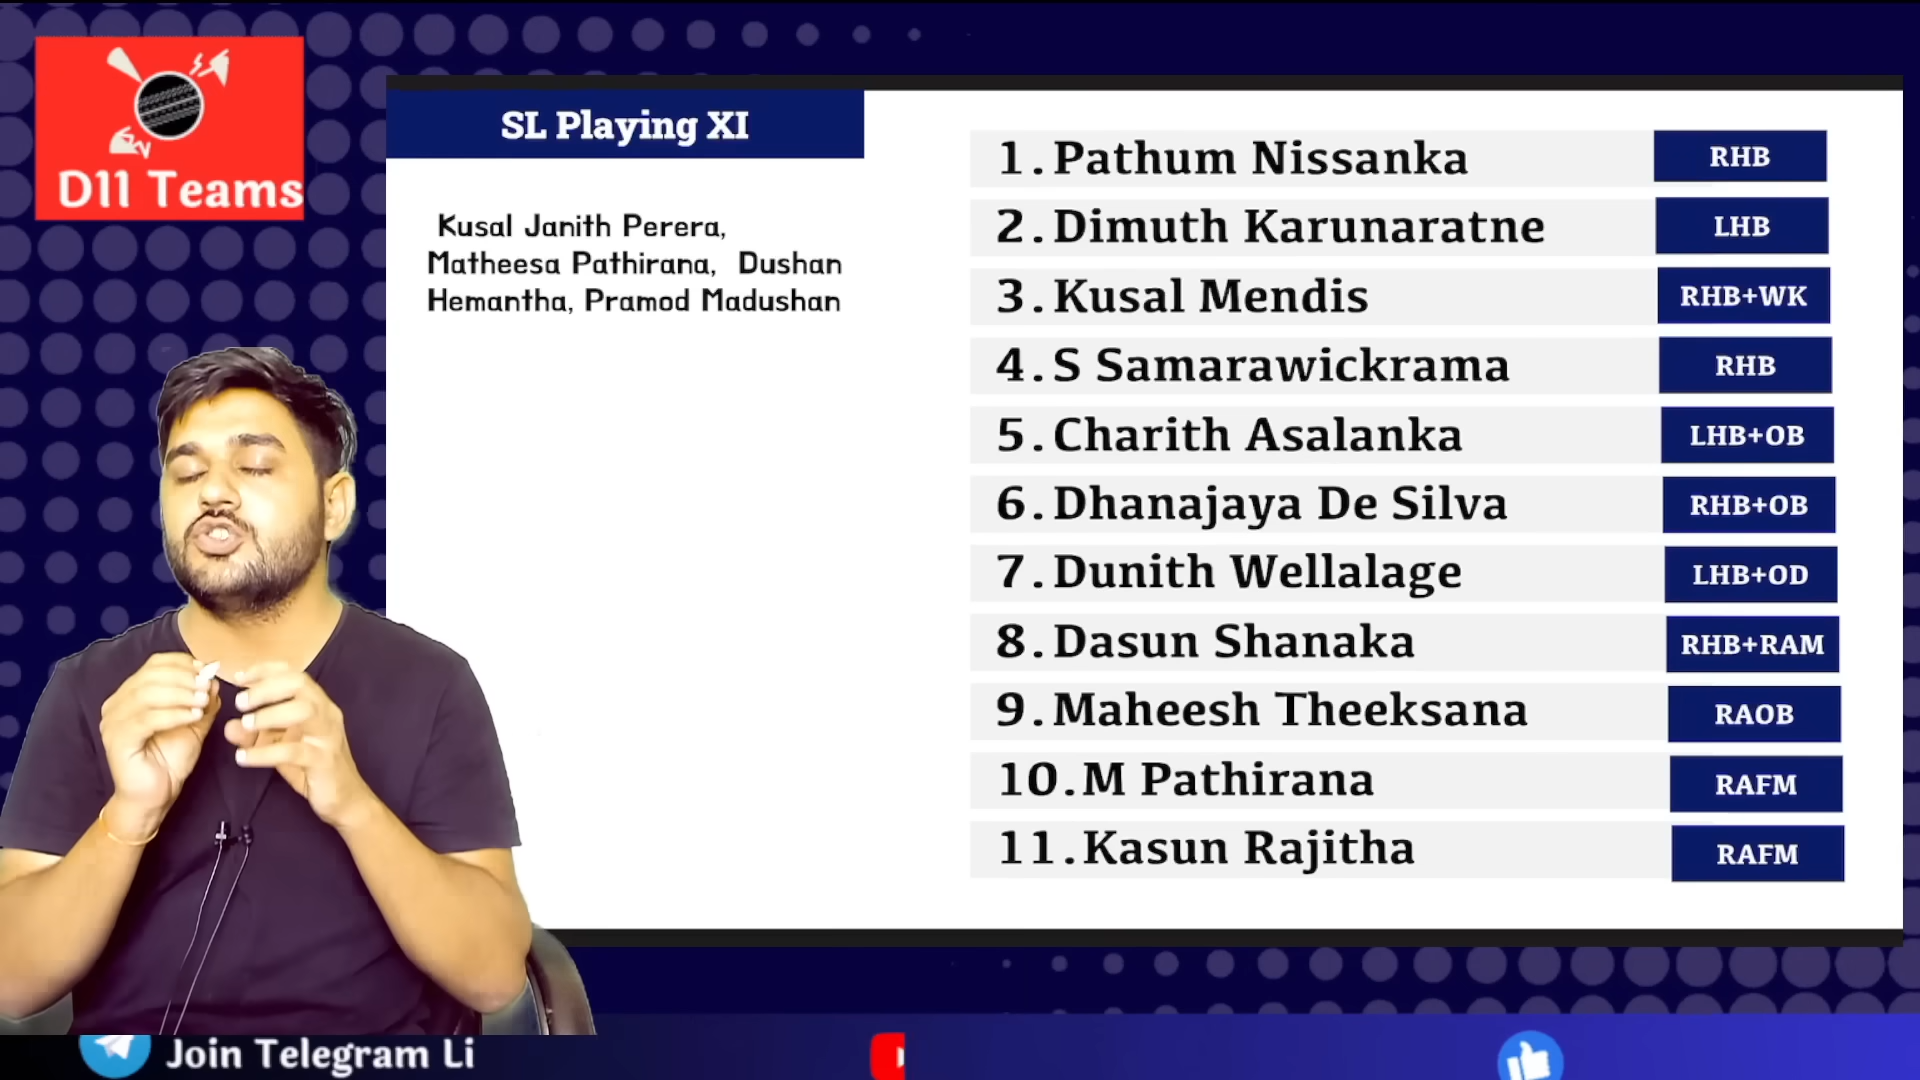 D11 Teams
SL Playing XI
Kusal Janith Perera,
Matheesa Pathirana, Dushan
Hemantha, Pramod Madushan
1. Pathum Nissanka RHB
2. Dimuth Karunaratne LHB
3. Kusal Mendis RHB+WK
4. S Samarawickrama RHB
5. Charith Asalanka LHB+OB
6. Dhanajaya De Silva RHB+OB
7. Dunith Wellalage LHB+OD
8. Dasun Shanaka RHB+RAM
9. Maheesh Theeksana RAOB
10. M Pathirana RAFM
11. Kasun Rajitha RAFM
Join Telegram Li